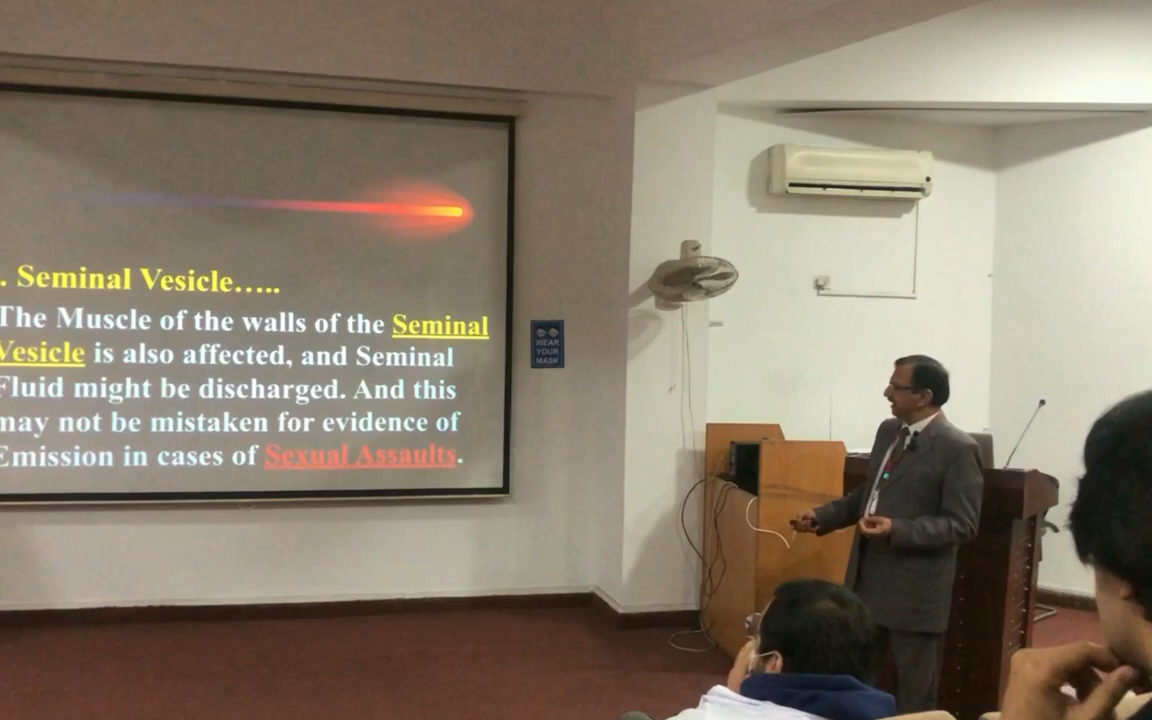 . Seminal Vesicle…..
The Muscle of the walls of the Seminal
Vesicle is also affected, and Seminal
Fluid might be discharged. And this
may not be mistaken for evidence of
Emission in cases of Sexual Assaults.
WEAR
YOUR
MASK